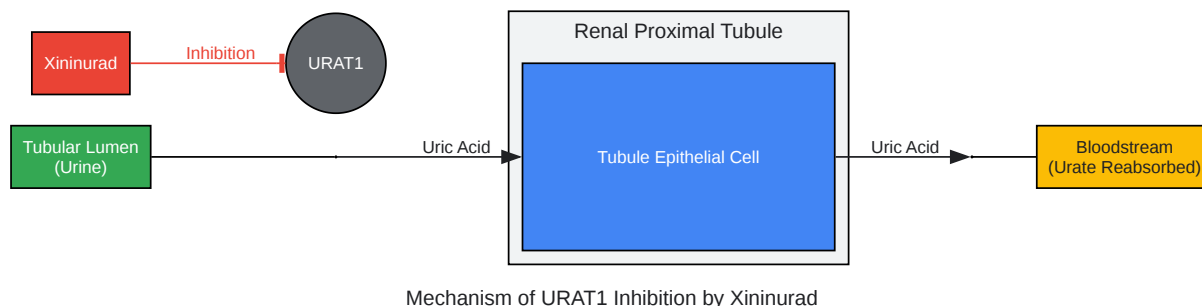 Renal Proximal Tubule
Xininurad
Inhibition
URAT1
Tubular Lumen
(Urine)
Uric Acid
Tubule Epithelial Cell
Uric Acid
Bloodstream
(Urate Reabsorbed)
Mechanism of URAT1 Inhibition by Xininurad